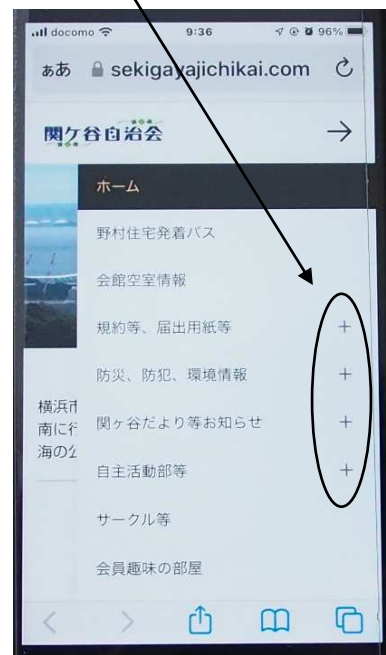 docomo 9:36 96%
ああ sekigayajichikai.com
関ケ谷自治会
ホーム
野村住宅発着バス
会館空室情報
規約等、届出用紙等 +
防災、防犯、環境情報 +
横浜市
関ヶ谷だより等お知らせ +
南に行
海の公
自主活動部等 +
サークル等
会員趣味の部屋